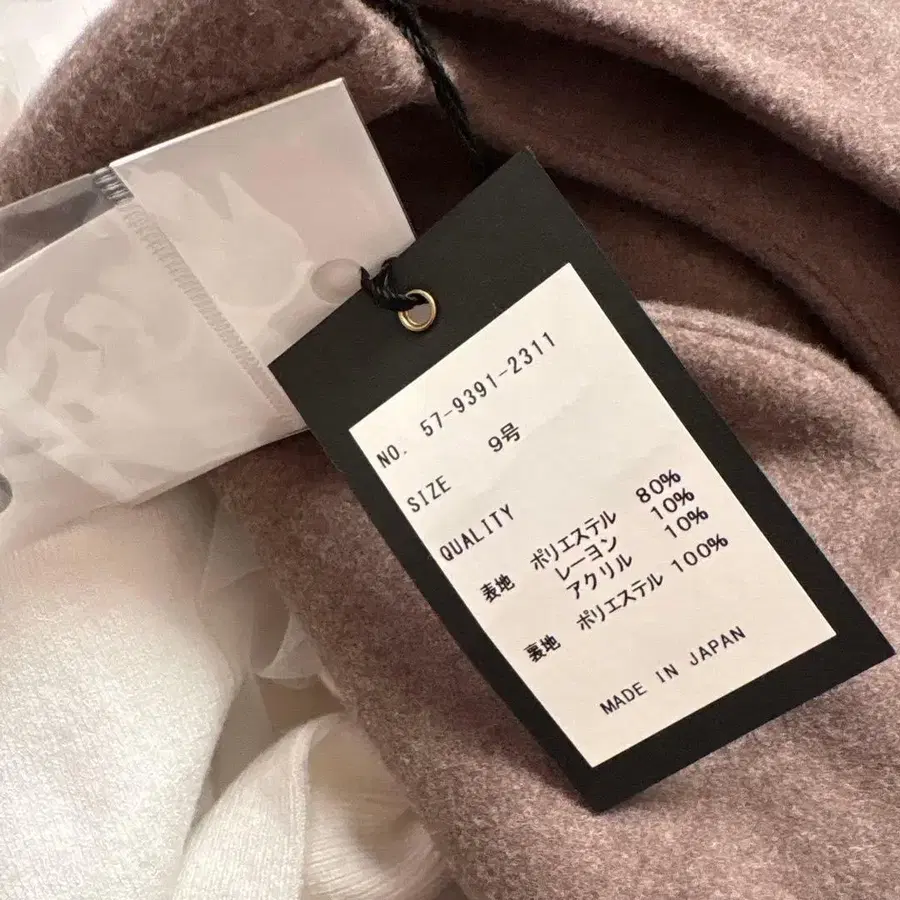 NO. 57-9391-2311
SIZE 9号
QUALITY
表地 ポリエステル 80%
レーヨン 10%
アクリル 10%
裏地 ポリエステル 100%
MADE IN JAPAN